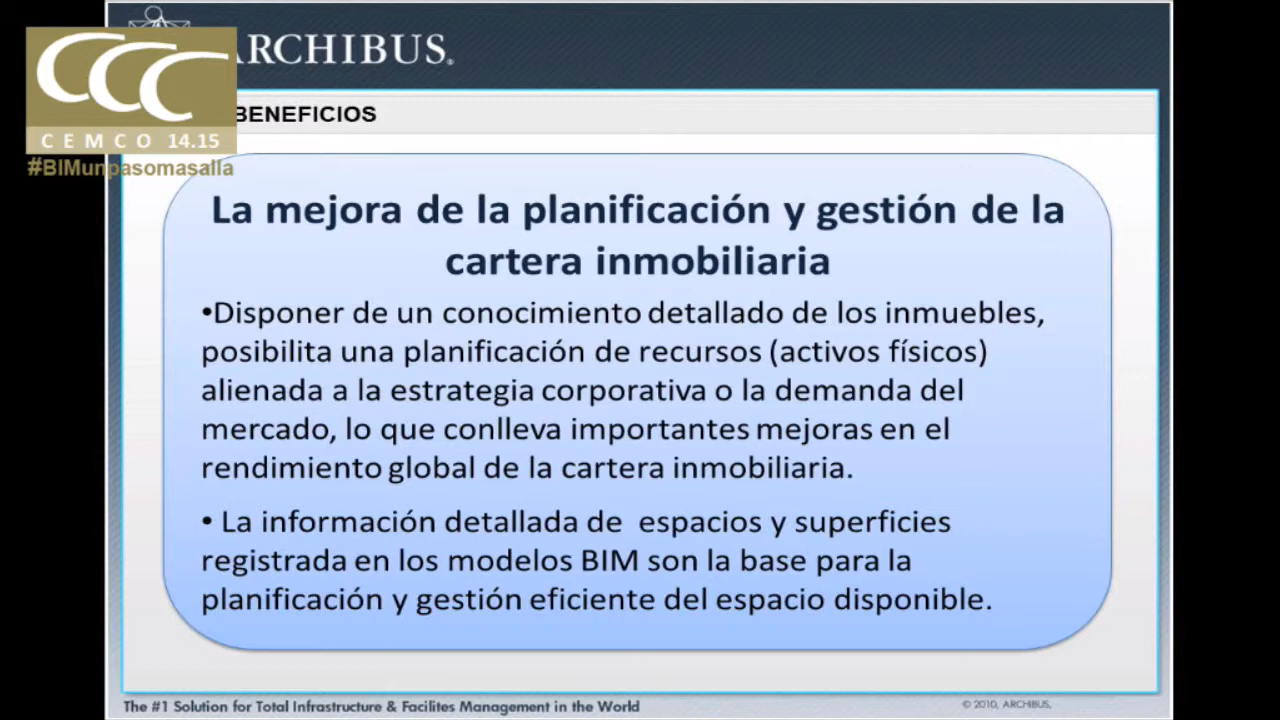 ARCHIBUS.
CEMCO 14.15
#BIMunpasomasalla
BENEFICIOS
La mejora de la planificación y gestión de la
cartera inmobiliaria
•Disponer de un conocimiento detallado de los inmuebles,
posibilita una planificación de recursos (activos físicos)
alienada a la estrategia corporativa o la demanda del
mercado, lo que conlleva importantes mejoras en el
rendimiento global de la cartera inmobiliaria.
• La información detallada de espacios y superficies
registrada en los modelos BIM son la base para la
planificación y gestión eficiente del espacio disponible.
The #1 Solution for Total Infrastructure & Facilites Management in the World
© 2010, ARCHIBUS,